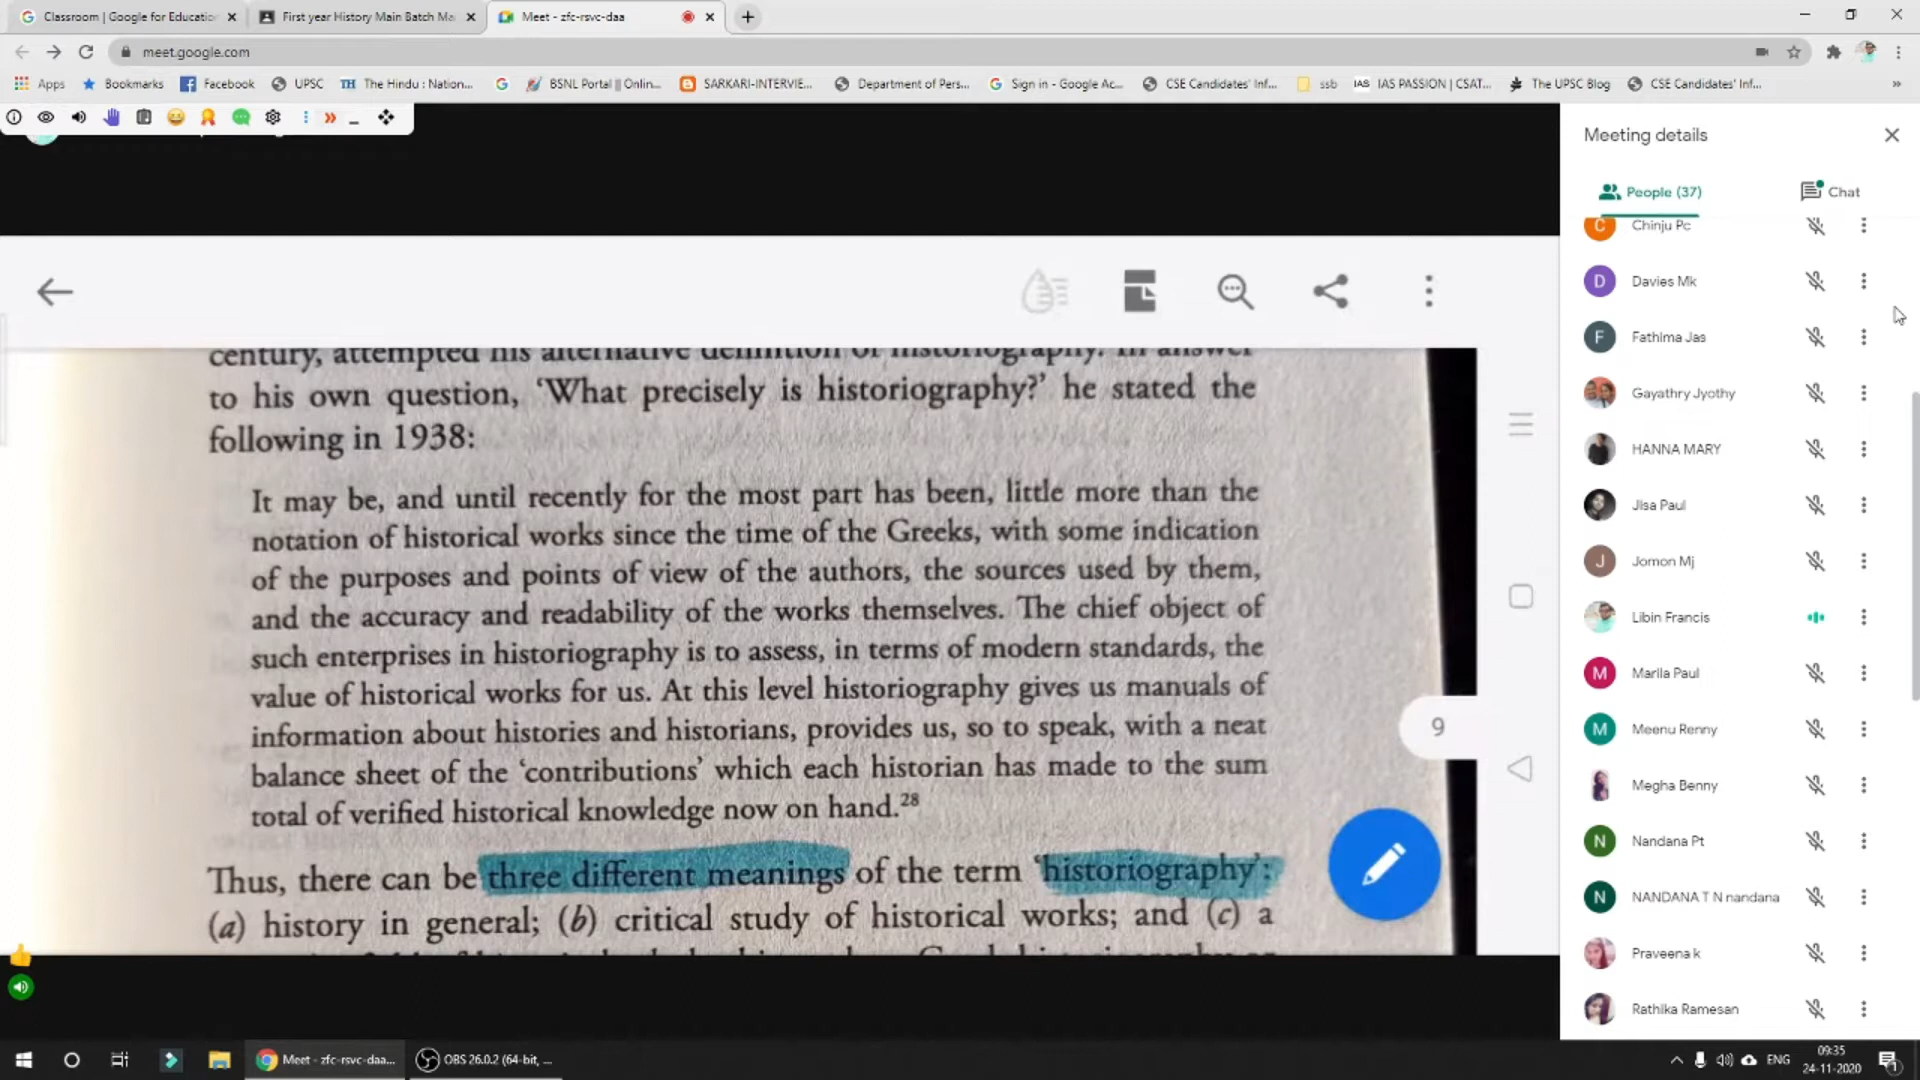 Classroom | Google for Educatio
First year History Main Batch Ma
Meet - zfc-rsvc-daa
meet.google.com
Apps
Bookmarks
Facebook
UPSC
TH The Hindu : Nation...
BSNL Portal || Onlin...
SARKARI-INTERVIE...
Department of Pers...
Sign in - Google Ac...
CSE Candidates' Inf...
ssb
IAS IAS PASSION | CSAT...
The UPSC Blog
CSE Candidates' Inf...
Meeting details
People (37)
Chat
C Chinju Pc
D Davies Mk
F Fathima Jas
Gayathry Jyothy
HANNA MARY
Jisa Paul
J Jomon Mj
Libin Francis
M Marila Paul
M Meenu Renny
Megha Benny
N Nandana Pt
N NANDANA T N nandana
Praveena k
Rathika Ramesan
century, attempted his alternative definition of historiography. In answer
to his own question, ‘What precisely is historiography?’ he stated the
following in 1938:
It may be, and until recently for the most part has been, little more than the
notation of historical works since the time of the Greeks, with some indication
of the purposes and points of view of the authors, the sources used by them,
and the accuracy and readability of the works themselves. The chief object of
such enterprises in historiography is to assess, in terms of modern standards, the
value of historical works for us. At this level historiography gives us manuals of
information about histories and historians, provides us, so to speak, with a neat
balance sheet of the ‘contributions’ which each historian has made to the sum
total of verified historical knowledge now on hand.28
Thus, there can be three different meanings of the term ‘historiography’:
(a) history in general; (b) critical study of historical works; and (c) a
9
Meet - zfc-rsvc-daa...
OBS 26.0.2 (64-bit, ...
ENG
09:35
24-11-2020
1